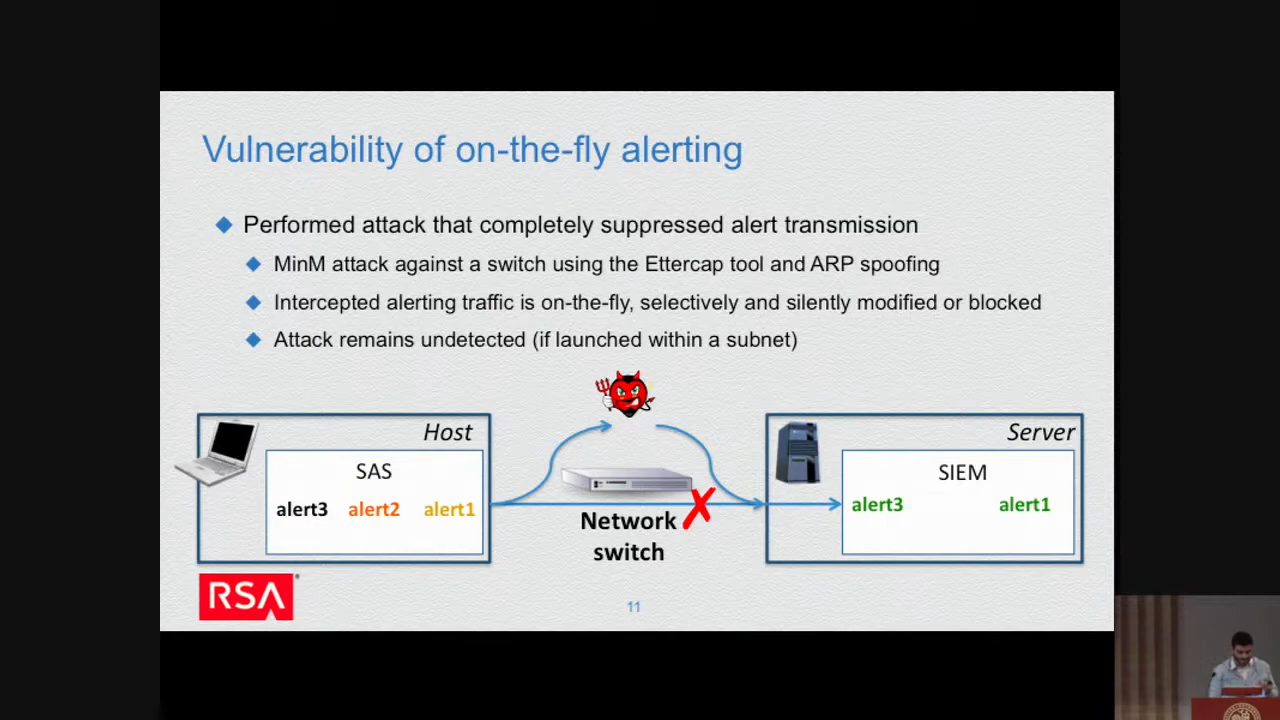 Vulnerability of on-the-fly alerting
Performed attack that completely suppressed alert transmission
MinM attack against a switch using the Ettercap tool and ARP spoofing
Intercepted alerting traffic is on-the-fly, selectively and silently modified or blocked
Attack remains undetected (if launched within a subnet)
Host
SAS
alert3 alert2 alert1
Network
switch
Server
SIEM
alert3 alert1
RSA
11